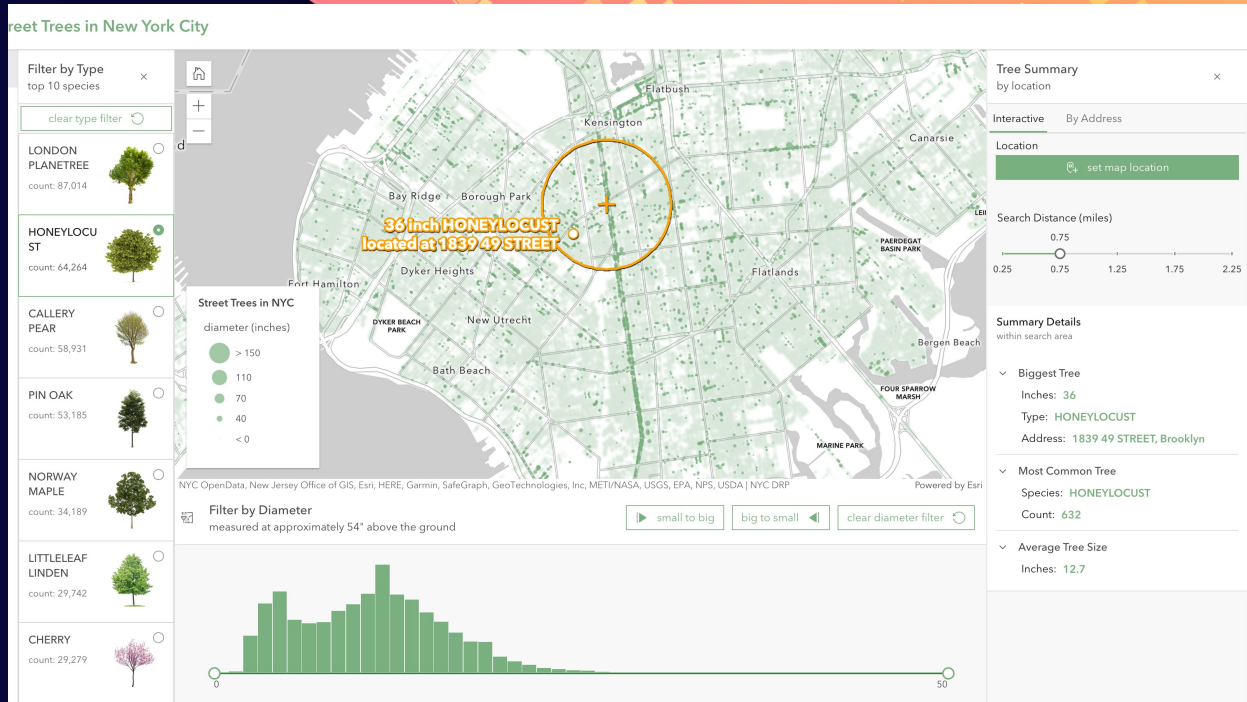 reet Trees in New York City
Filter by Type
top 10 species
clear type filter
LONDON
PLANETREE
count: 87,014
HONEYLOCU
ST
count: 64,264
CALLERY
PEAR
count: 58,931
PIN OAK
count: 53,185
NORWAY
MAPLE
count: 34,189
LITTLELEAF
LINDEN
count: 29,742
CHERRY
count: 29,279
d
Flatbush
Kensington
Canarsie
Bay Ridge
Borough Park
36 inch HONEYLOCUST
located at 1839 49 STREET
LEI
PAERDEGAT
BASIN PARK
Dyker Heights
Flatlands
Fort Hamilton
DYKER BEACH
PARK
New Utrecht
Bergen Beach
Bath Beach
FOUR SPARROW
MARSH
MARINE PARK
Street Trees in NYC
diameter (inches)
> 150
110
70
40
< 0
NYC OpenData, New Jersey Office of GIS, Esri, HERE, Garmin, SafeGraph, GeoTechnologies, Inc, METI/NASA, USGS, EPA, NPS, USDA | NYC DRP
Powered by Esri
Filter by Diameter
measured at approximately 54" above the ground
small to big
big to small
clear diameter filter
0
50
Tree Summary
by location
Interactive
By Address
Location
set map location
Search Distance (miles)
0.75
0.25 0.75 1.25 1.75 2.25
Summary Details
within search area
Biggest Tree
Inches: 36
Type: HONEYLOCUST
Address: 1839 49 STREET, Brooklyn
Most Common Tree
Species: HONEYLOCUST
Count: 632
Average Tree Size
Inches: 12.7